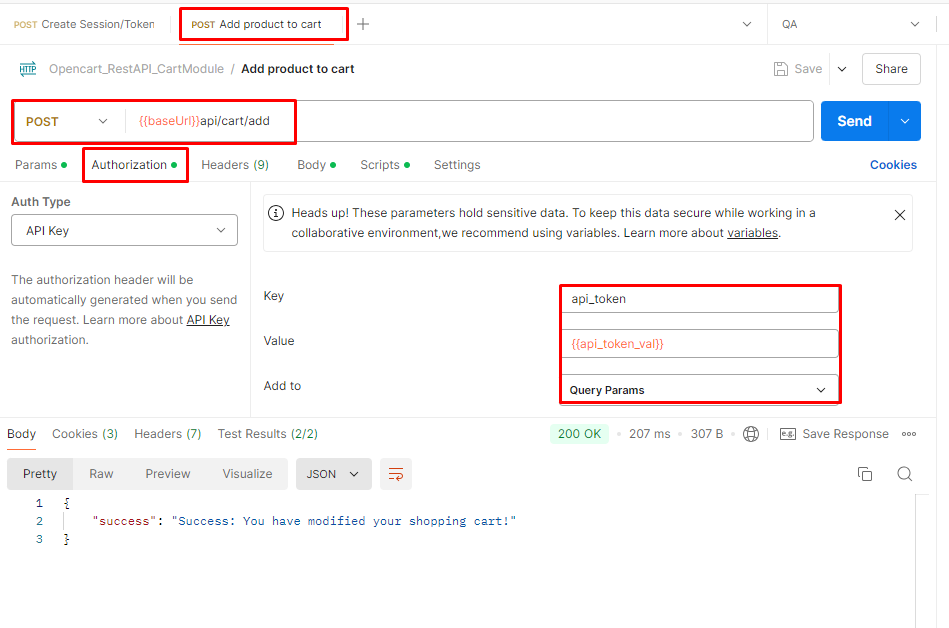 POST Create Session/Token
POST Add product to cart
QA
HTTP Opencart_RestAPI_CartModule / Add product to cart
Save
Share
POST
{{baseUrl}}api/cart/add
Send
Params
Authorization
Headers (9)
Body
Scripts
Settings
Cookies
Auth Type
API Key
The authorization header will be
automatically generated when you send
the request. Learn more about API Key
authorization.
Heads up! These parameters hold sensitive data. To keep this data secure while working in a
collaborative environment,we recommend using variables. Learn more about variables.
Key
api_token
Value
{{api_token_val}}
Add to
Query Params
Body
Cookies (3)
Headers (7)
Test Results (2/2)
200 OK
207 ms
307 B
e.g.
Save Response
Pretty
Raw
Preview
Visualize
JSON
1 {
2 "success": "Success: You have modified your shopping cart!"
3 }